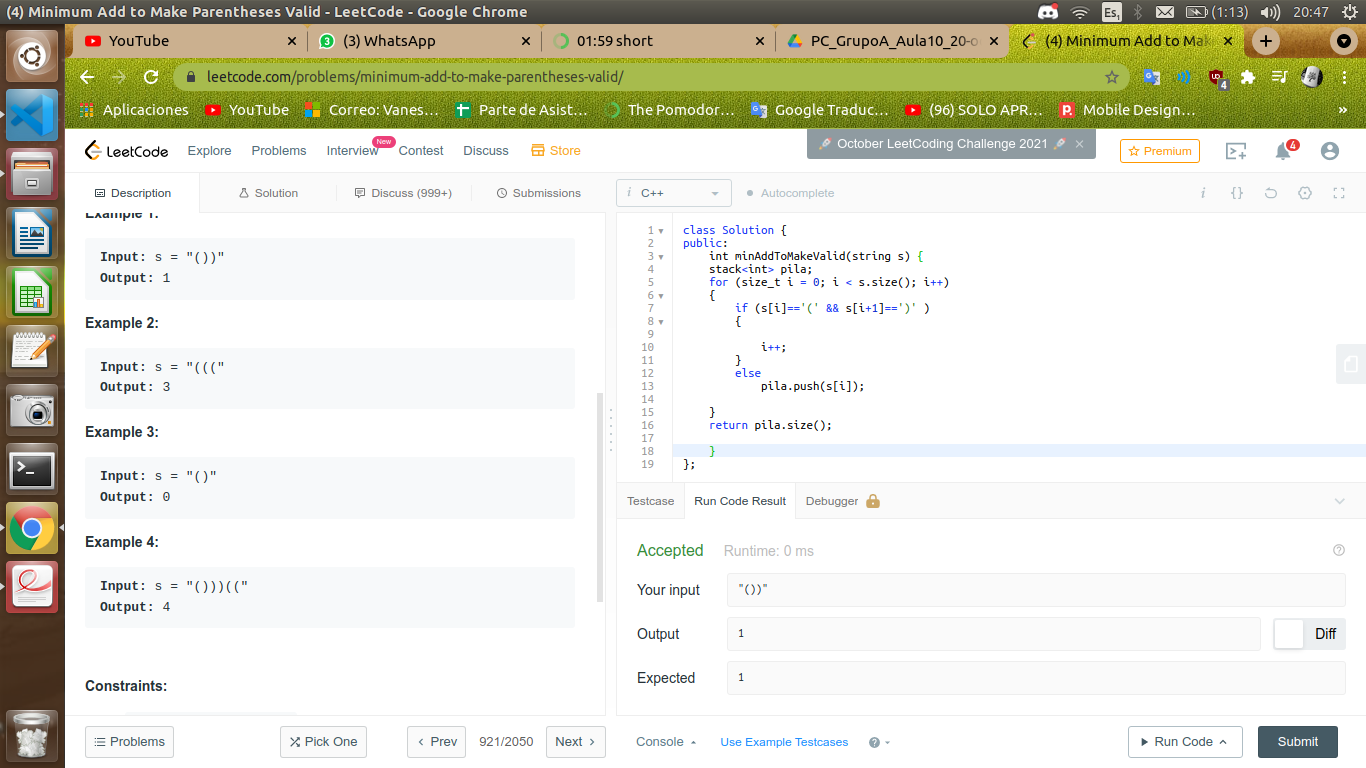 (4) Minimum Add to Make Parentheses Valid - LeetCode - Google Chrome
Es
(1:13)
20:47
YouTube
(3) WhatsApp
01:59 short
PC_GrupoA_Aula10_20-o
(4) Minimum Add to Mak
leetcode.com/problems/minimum-add-to-make-parentheses-valid/
4
Aplicaciones
YouTube
Correo: Vanes...
Parte de Asist...
The Pomodor...
Google Traduc...
(96) SOLO APR...
Mobile Design...
»
LeetCode
Explore
Problems
Interview
New
Contest
Discuss
Store
October LeetCoding Challenge 2021
Premium
4
Description
Solution
Discuss (999+)
Submissions
i C++
Autocomplete
Example 1:
Input: s = "())"
Output: 1
Example 2:
Input: s = "((("
Output: 3
Example 3:
Input: s = "()"
Output: 0
Example 4:
Input: s = "()))(("
Output: 4
Constraints:
1 class Solution {
2 public:
3     int minAddToMakeValid(string s) {
4     stack<int> pila;
5     for (size_t i = 0; i < s.size(); i++)
6     {
7         if (s[i]=='(' && s[i+1]==')' )
8         {
9
10             i++;
11         }
12         else
13             pila.push(s[i]);
14
15     }
16     return pila.size();
17
18     }
19 };
Testcase
Run Code Result
Debugger
Accepted
Runtime: 0 ms
Your input
"())"
Output
1
Diff
Expected
1
Problems
Pick One
< Prev
921/2050
Next >
Console
Use Example Testcases
Run Code
Submit